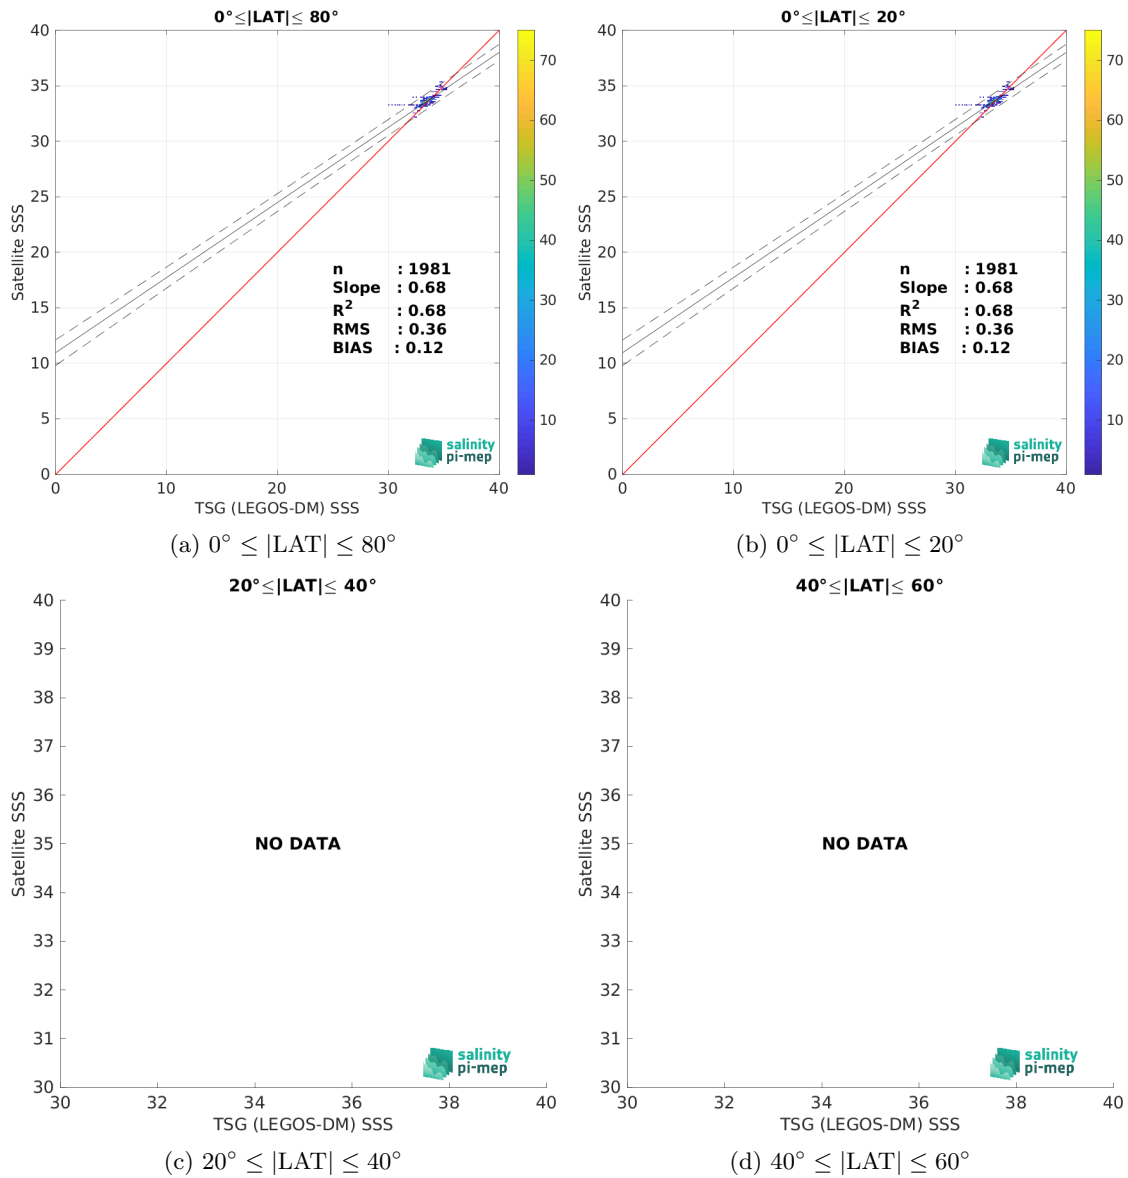 0°≤|LAT|≤ 80°
40
35
30
25
20
15
10
5
0
Satellite SSS
0
10
20
30
40
TSG (LEGOS-DM) SSS
70
60
50
40
30
20
10
n : 1981
Slope : 0.68
R² : 0.68
RMS : 0.36
BIAS : 0.12
salinity
pi-mep
(a) 0° ≤ |LAT| ≤ 80°
0°≤|LAT|≤ 20°
40
35
30
25
20
15
10
5
0
Satellite SSS
0
10
20
30
40
TSG (LEGOS-DM) SSS
70
60
50
40
30
20
10
n : 1981
Slope : 0.68
R² : 0.68
RMS : 0.36
BIAS : 0.12
salinity
pi-mep
(b) 0° ≤ |LAT| ≤ 20°
20°≤|LAT|≤ 40°
40
39
38
37
36
35
34
33
32
31
30
Satellite SSS
NO DATA
salinity
pi-mep
30
32
34
36
38
40
TSG (LEGOS-DM) SSS
(c) 20° ≤ |LAT| ≤ 40°
40°≤|LAT|≤ 60°
40
39
38
37
36
35
34
33
32
31
30
Satellite SSS
NO DATA
salinity
pi-mep
30
32
34
36
38
40
TSG (LEGOS-DM) SSS
(d) 40° ≤ |LAT| ≤ 60°